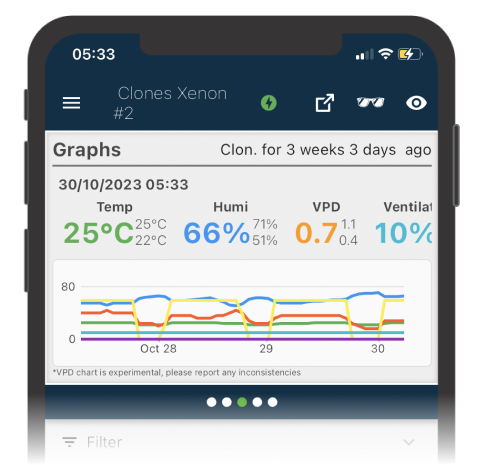 05:33
Clones Xenon
#2
Graphs Clon. for 3 weeks 3 days ago
30/10/2023 05:33
Temp Humi VPD Ventilat
25°C 25°C 22°C 66% 71% 51% 0.7 1.1 0.4 10%
80
0
Oct 28 29 30
*VPD chart is experimental, please report any inconsistencies
Filter